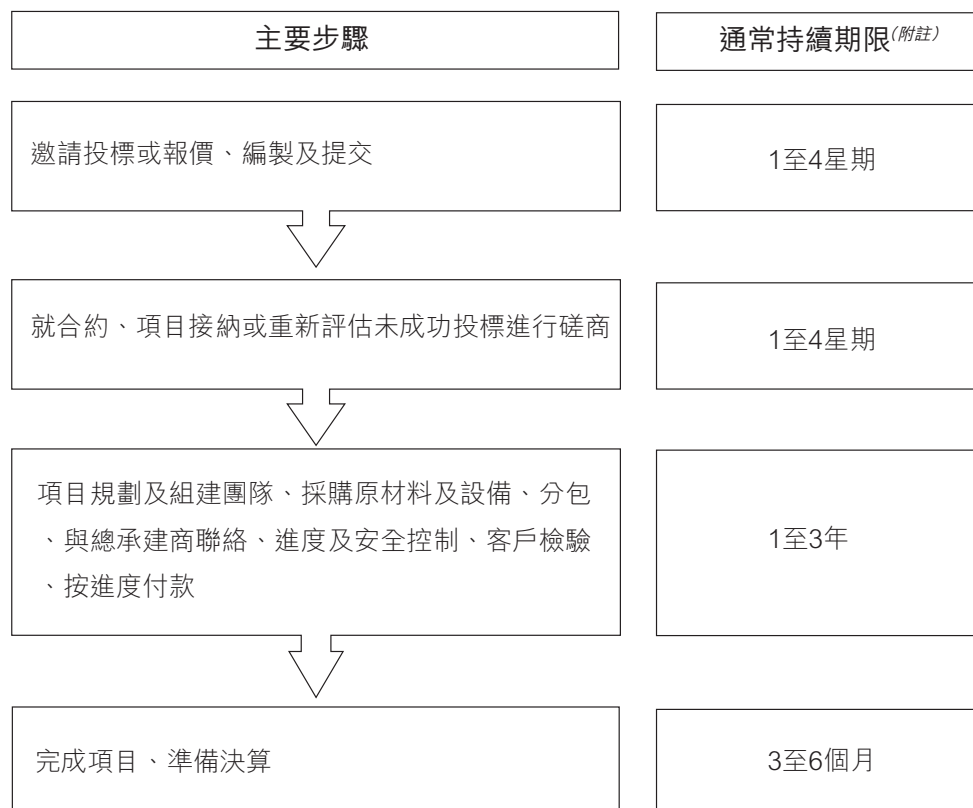 主要步驟
通常持續期限(附註)
邀請投標或報價、編製及提交
1至4星期
就合約、項目接納或重新評估未成功投標進行磋商
1至4星期
項目規劃及組建團隊、採購原材料及設備、分包
、與總承建商聯絡、進度及安全控制、客戶檢驗
、按進度付款
1至3年
完成項目、準備決算
3至6個月